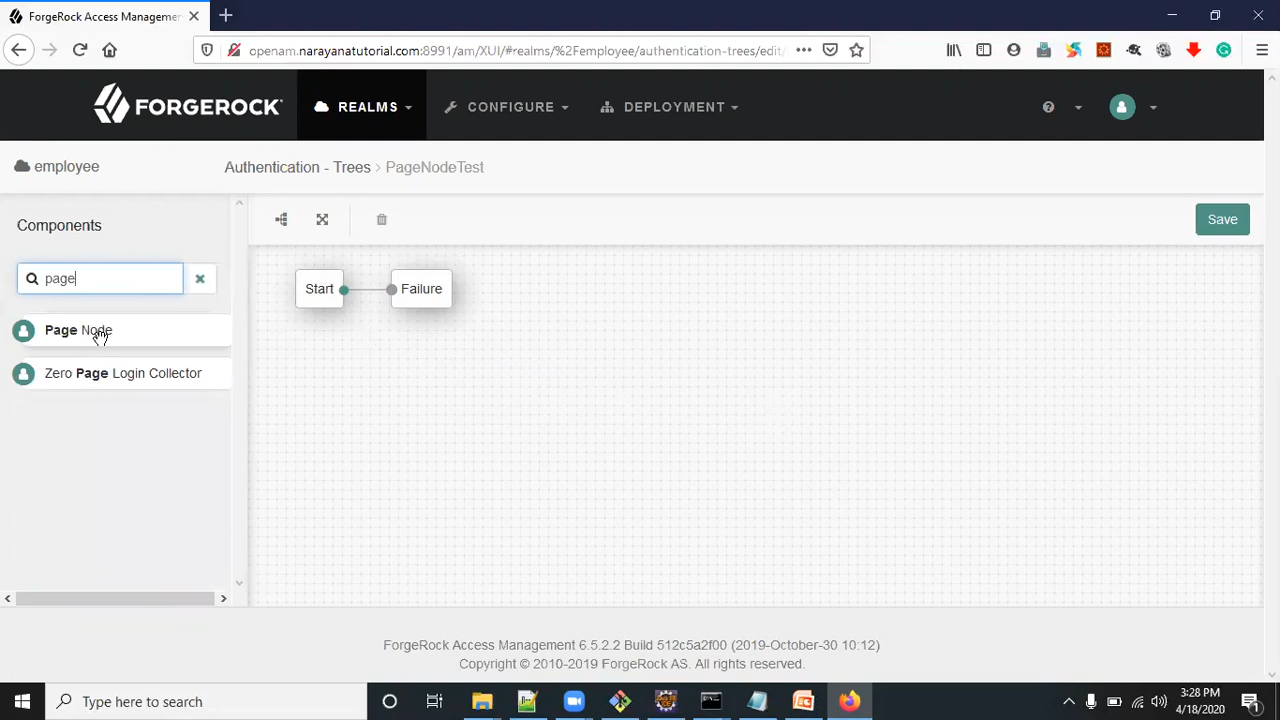 ForgeRock Access Management
openam.narayanatutorial.com:8991/am/XUI/#realms/%2Femployee/authentication-trees/edit/
FORGEROCK
REALMS
CONFIGURE
DEPLOYMENT
employee
Authentication - Trees > PageNodeTest
Components
page
Page Node
Zero Page Login Collector
Save
Start
Failure
ForgeRock Access Management 6.5.2.2 Build 512c5a2f00 (2019-October-30 10:12)
Copyright © 2010-2019 ForgeRock AS. All rights reserved.
Type here to search
3:28 PM
4/18/2020